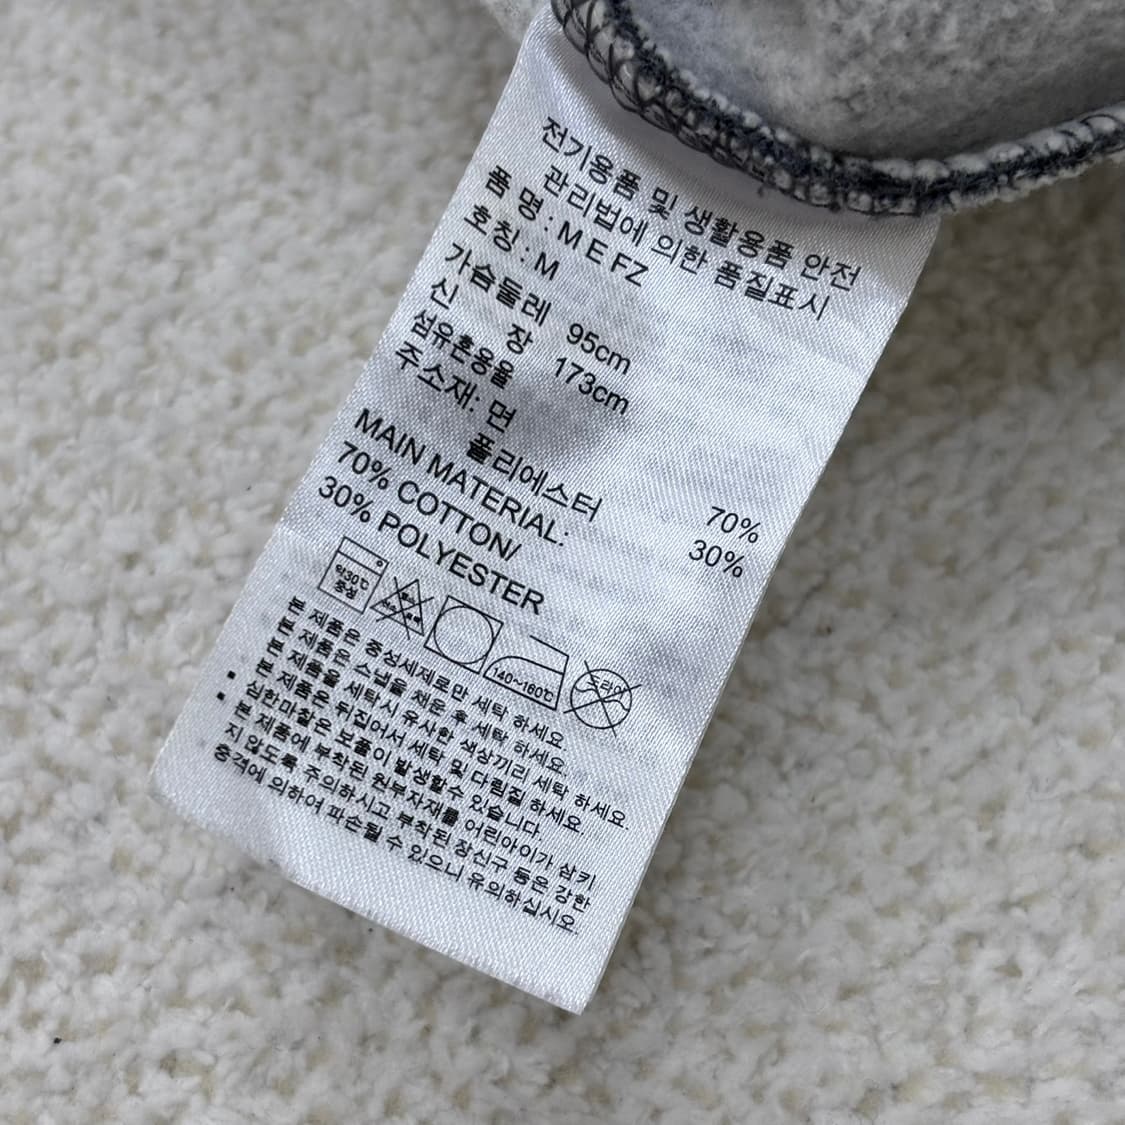 전기용품 및 생활용품 안전
관리법에 의한 품질표시
품 명 : M E FZ
호칭 : M
가슴둘레 95cm
신 장 173cm
섬유혼용율
주소재: 면 70%
폴리에스터 30%
MAIN MATERIAL:
70% COTTON/
30% POLYESTER
약30℃
중성
140~160℃
드라이
본 제품은 중성세제로만 세탁 하세요.
본 제품은 스냅을 채운 후 세탁 하세요.
본 제품을 세탁시 유사한 색상끼리 세탁 하세요.
본 제품은 뒤집어서 세탁 및 다림질 하세요.
심한마찰은 보풀이 발생할수 있습니다.
본 제품에 부착된 원부자재를 어린아이가 삼키
지 않도록 주의하시고 부착된 장신구 등은 강한
충격에 의하여 파손될 수 있으니 유의하십시오.